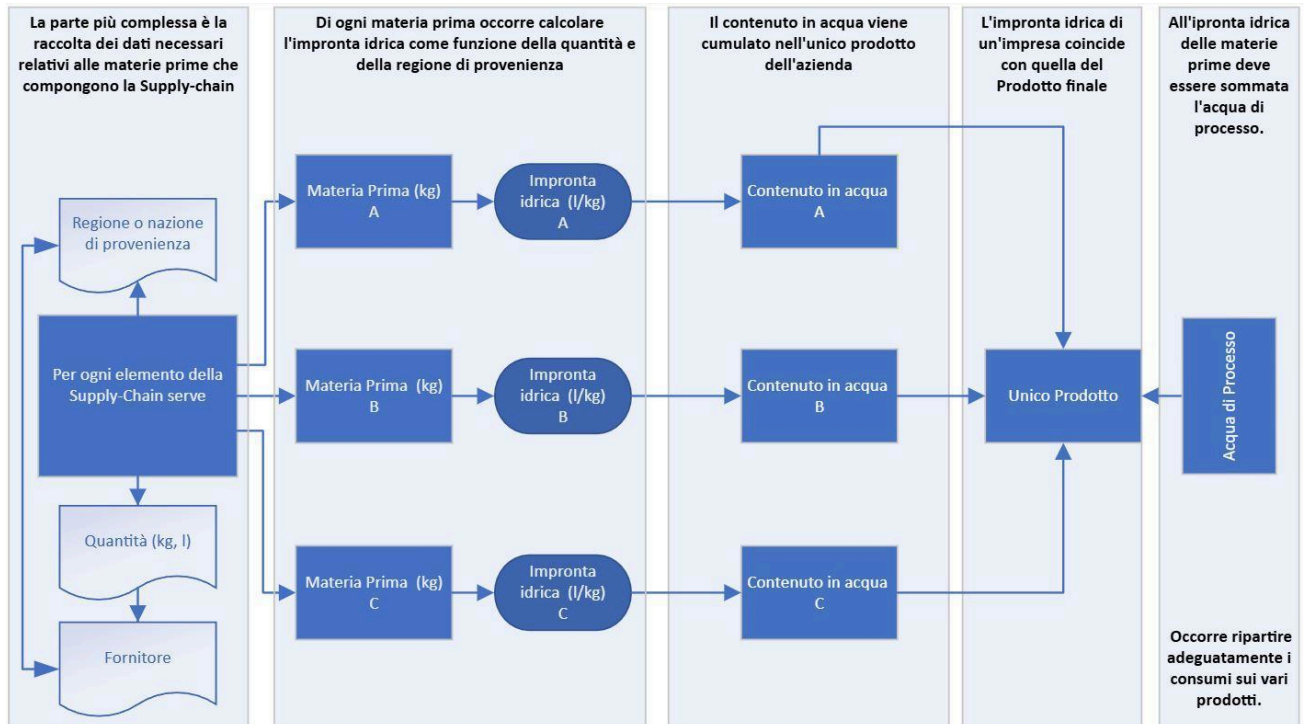 La parte più complessa è la
raccolta dei dati necessari
relativi alle materie prime che
compongono la Supply-chain
Regione o nazione
di provenienza
Per ogni elemento della
Supply-Chain serve
Quantità (kg, l)
Fornitore
Di ogni materia prima occorre calcolare
l'impronta idrica come funzione della quantità e
della regione di provenienza
Materia Prima (kg)
A
Impronta
idrica (l/kg)
A
Materia Prima (kg)
B
Impronta
idrica (l/kg)
B
Materia Prima (kg)
C
Impronta
idrica (l/kg)
C
Il contenuto in acqua viene
cumulato nell'unico prodotto
dell'azienda
Contenuto in acqua
A
Contenuto in acqua
B
Contenuto in acqua
C
L'impronta idrica di
un'impresa coincide
con quella del
Prodotto finale
Unico Prodotto
All'ipronta idrica
delle materie
prime deve
essere sommata
l'acqua di
processo.
Acqua di Processo
Occorre ripartire
adeguatamente i
consumi sui vari
prodotti.